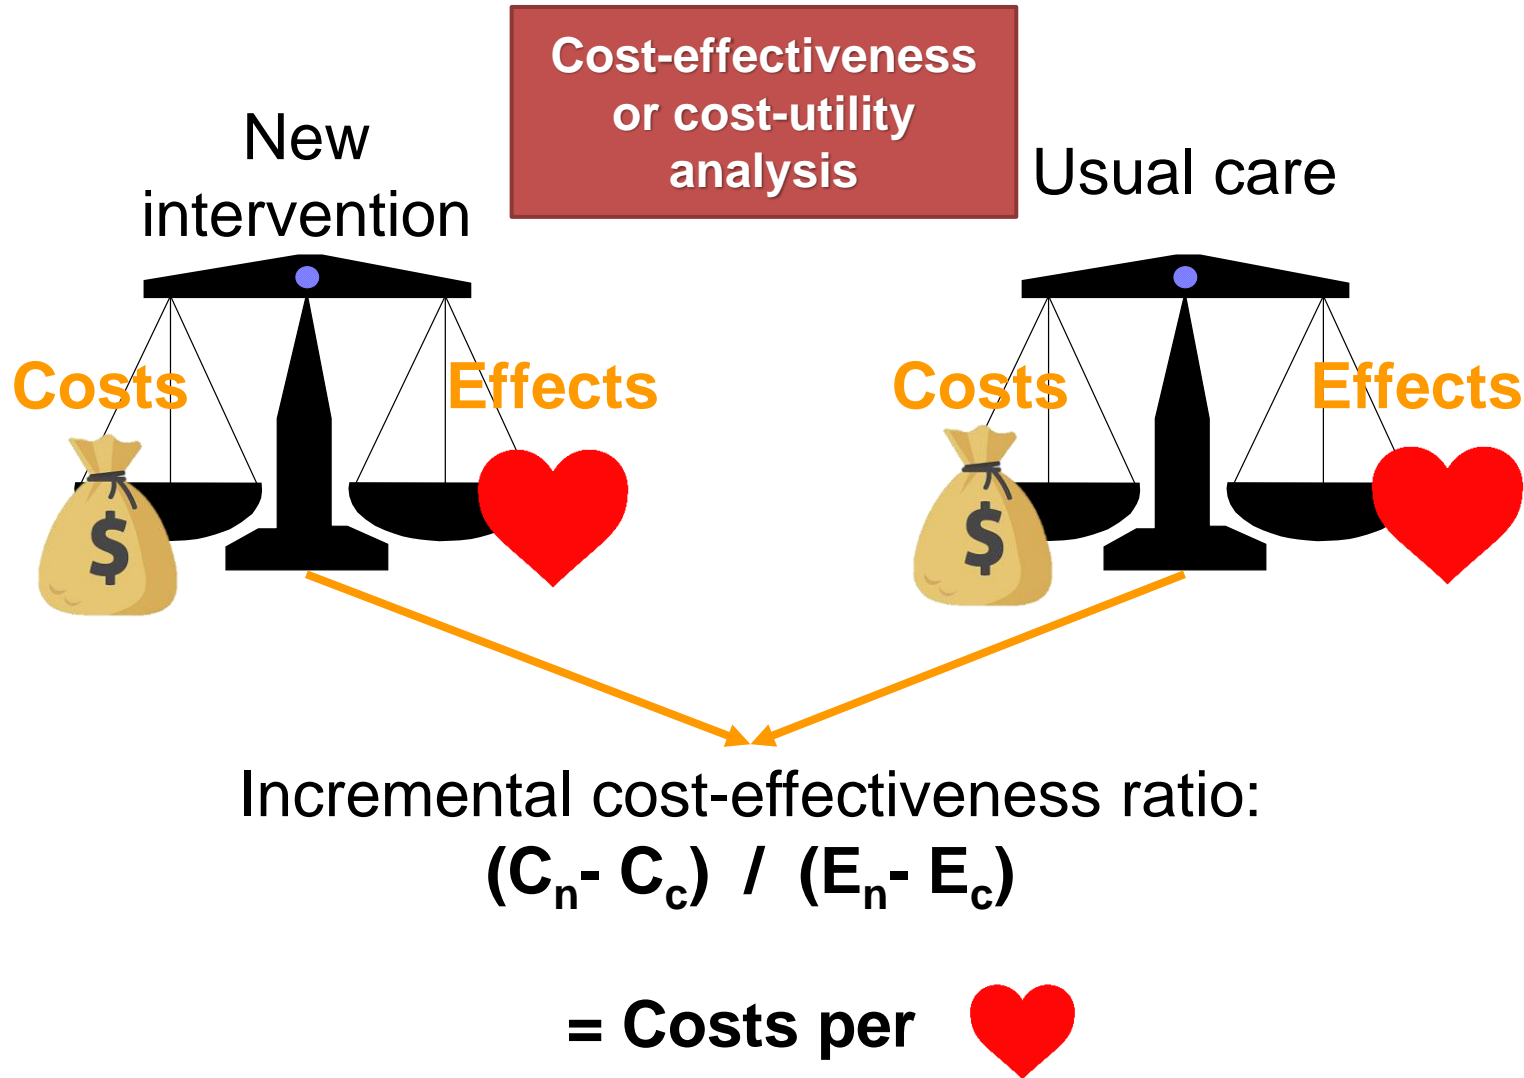 Cost-effectiveness
or cost-utility
analysis
New
intervention
Usual care
Costs
Effects
Costs
Effects
$
$
Incremental cost-effectiveness ratio:
(Cn- Cc) / (En- Ec)
= Costs per